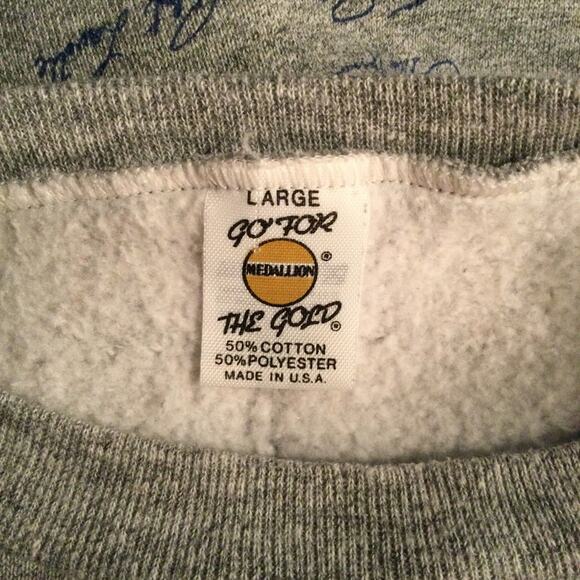 LARGE
GO FOR
MEDALLION ®
THE GOLD ®
50% COTTON
50% POLYESTER
MADE IN U.S.A.